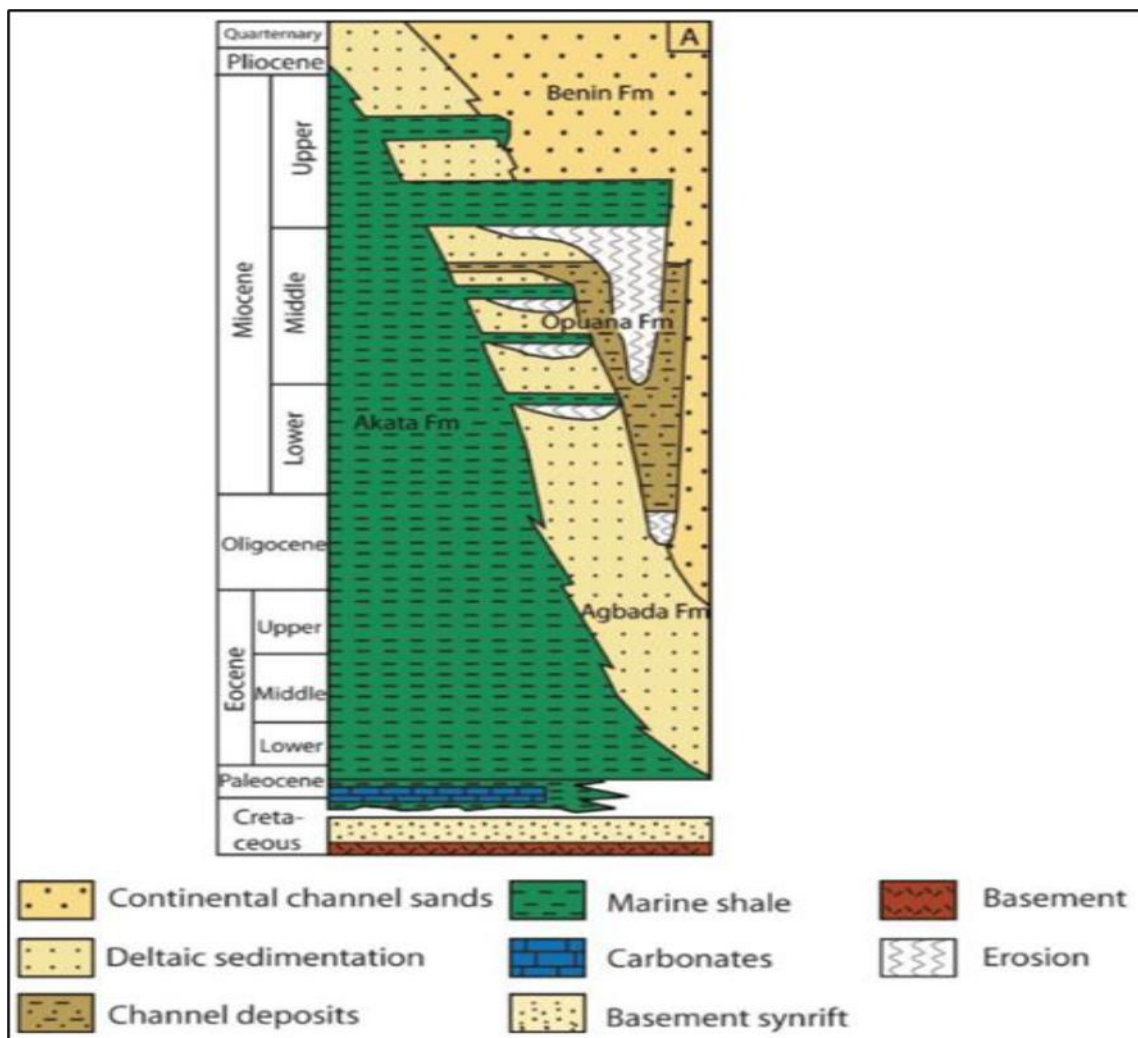 Quarternary
Pliocene
Miocene
Upper
Middle
Lower
Oligocene
Eocene
Upper
Middle
Lower
Paleocene
Creta-
ceous
A
Benin Fm
Opuana Fm
Akata Fm
Agbada Fm
Continental channel sands
Marine shale
Basement
Deltaic sedimentation
Carbonates
Erosion
Channel deposits
Basement synrift